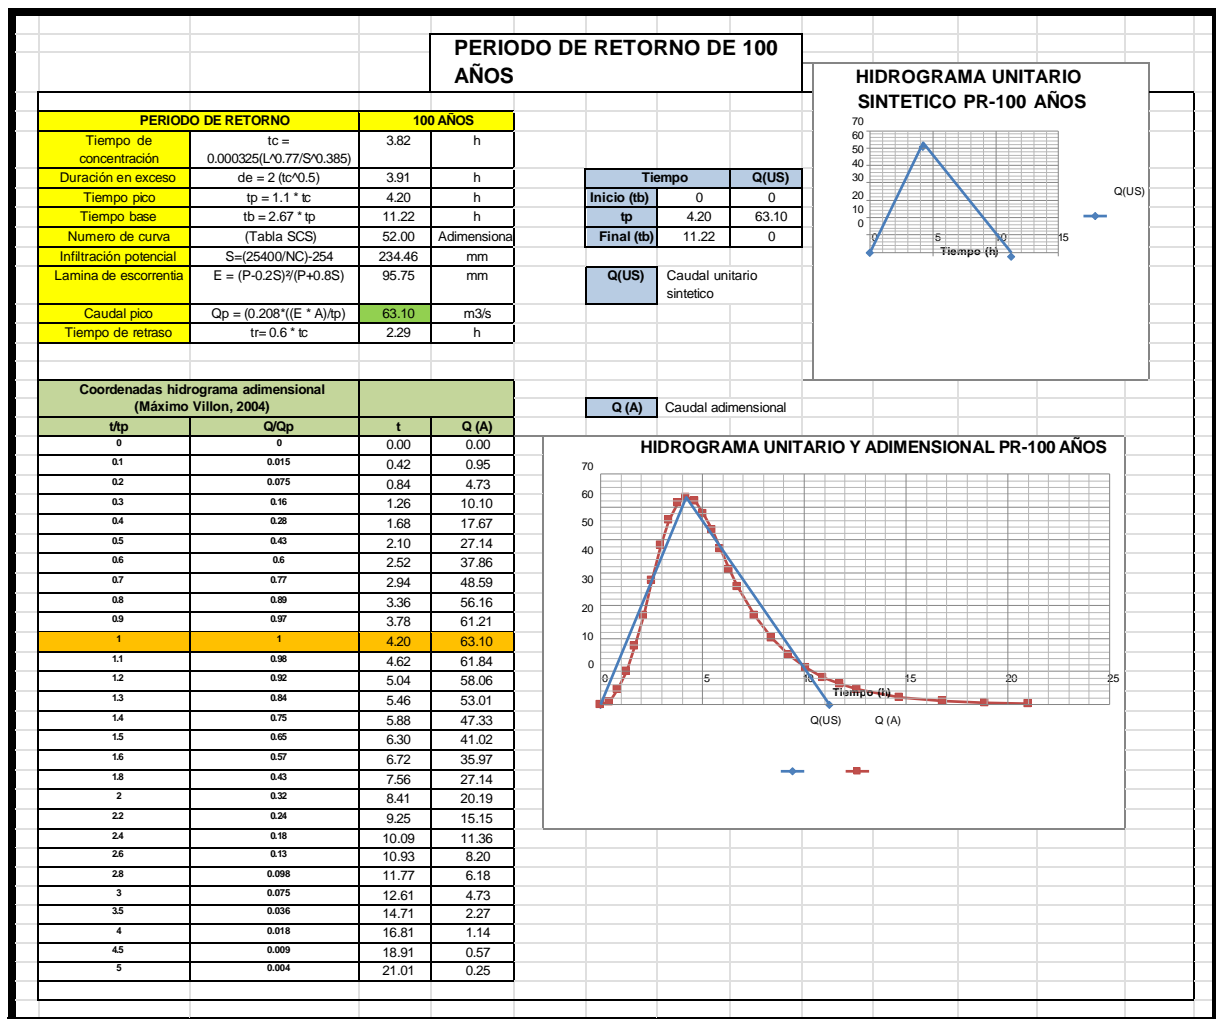 PERIODO DE RETORNO DE 100
AÑOS
HIDROGRAMA UNITARIO
SINTETICO PR-100 AÑOS
70
60
50
40
30
20
10
0
0 5 10 15
Tiempo (h)
Q(US)
PERIODO DE RETORNO 100 AÑOS
Tiempo de concentración tc = 0.000325(L^0.77/S^0.385) 3.82 h
Duración en exceso de = 2 (tc^0.5) 3.91 h
Tiempo pico tp = 1.1 * tc 4.20 h
Tiempo base tb = 2.67 * tp 11.22 h
Numero de curva (Tabla SCS) 52.00 Adimensiona
Infiltración potencial S=(25400/NC)-254 234.46 mm
Lamina de escorrentia E = (P-0.2S)²/(P+0.8S) 95.75 mm
Caudal pico Qp = (0.208*((E * A)/tp) 63.10 m3/s
Tiempo de retraso tr= 0.6 * tc 2.29 h
Tiempo Q(US)
Inicio (tb) 0 0
tp 4.20 63.10
Final (tb) 11.22 0
Q(US) Caudal unitario
sintetico
Coordenadas hidrograma adimensional
(Máximo Villon, 2004)
t/tp Q/Qp t Q (A)
0 0 0.00 0.00
0.1 0.015 0.42 0.95
0.2 0.075 0.84 4.73
0.3 0.16 1.26 10.10
0.4 0.28 1.68 17.67
0.5 0.43 2.10 27.14
0.6 0.6 2.52 37.86
0.7 0.77 2.94 48.59
0.8 0.89 3.36 56.16
0.9 0.97 3.78 61.21
1 1 4.20 63.10
1.1 0.98 4.62 61.84
1.2 0.92 5.04 58.06
1.3 0.84 5.46 53.01
1.4 0.75 5.88 47.33
1.5 0.65 6.30 41.02
1.6 0.57 6.72 35.97
1.8 0.43 7.56 27.14
2 0.32 8.41 20.19
2.2 0.24 9.25 15.15
2.4 0.18 10.09 11.36
2.6 0.13 10.93 8.20
2.8 0.098 11.77 6.18
3 0.075 12.61 4.73
3.5 0.036 14.71 2.27
4 0.018 16.81 1.14
4.5 0.009 18.91 0.57
5 0.004 21.01 0.25
Q (A) Caudal adimensional
HIDROGRAMA UNITARIO Y ADIMENSIONAL PR-100 AÑOS
70
60
50
40
30
20
10
0
0 5 10 15 20 25
Tiempo (h)
Q(US) Q (A)